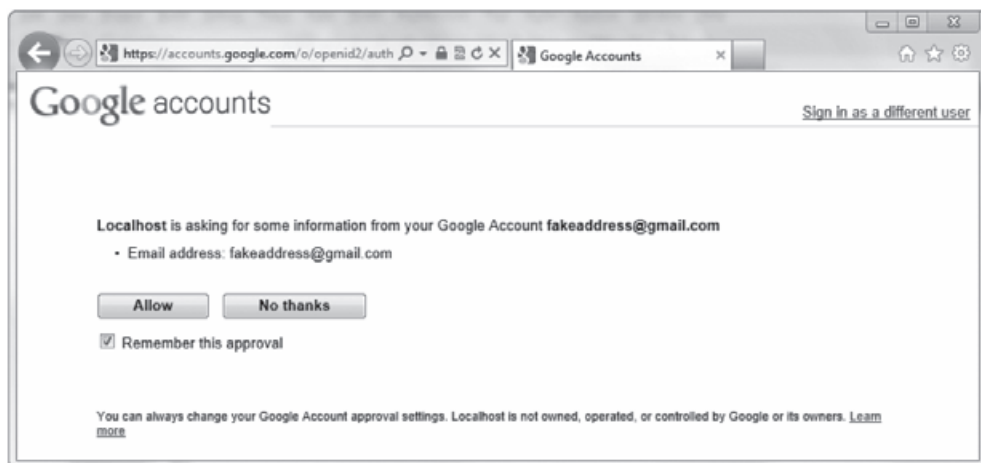 https://accounts.google.com/o/openid2/auth
Google Accounts
Google accounts
Sign in as a different user
Localhost is asking for some information from your Google Account fakeaddress@gmail.com
• Email address: fakeaddress@gmail.com
Allow No thanks
Remember this approval
You can always change your Google Account approval settings. Localhost is not owned, operated, or controlled by Google or its owners. Learn
more